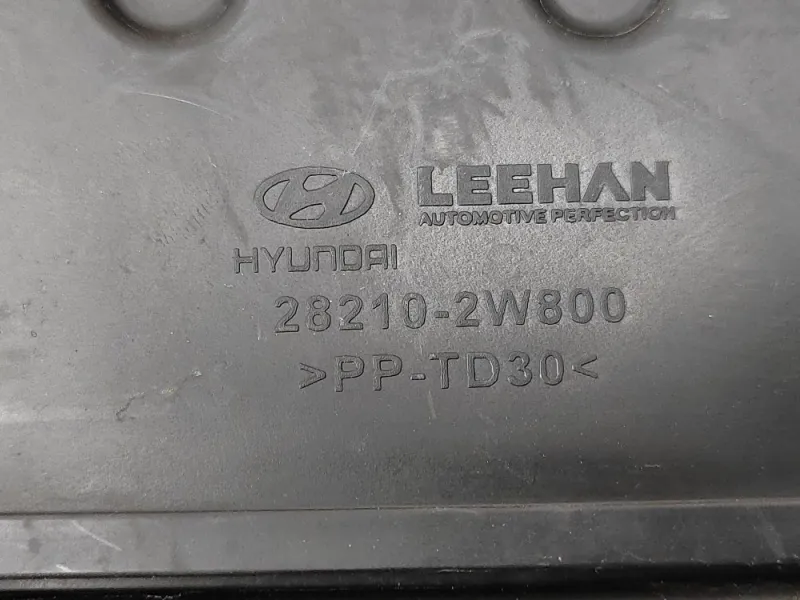 LEEHAN
AUTOMOTIVE PERFECTION
HYUNDAI
28210-2W800
>PP-TD30<